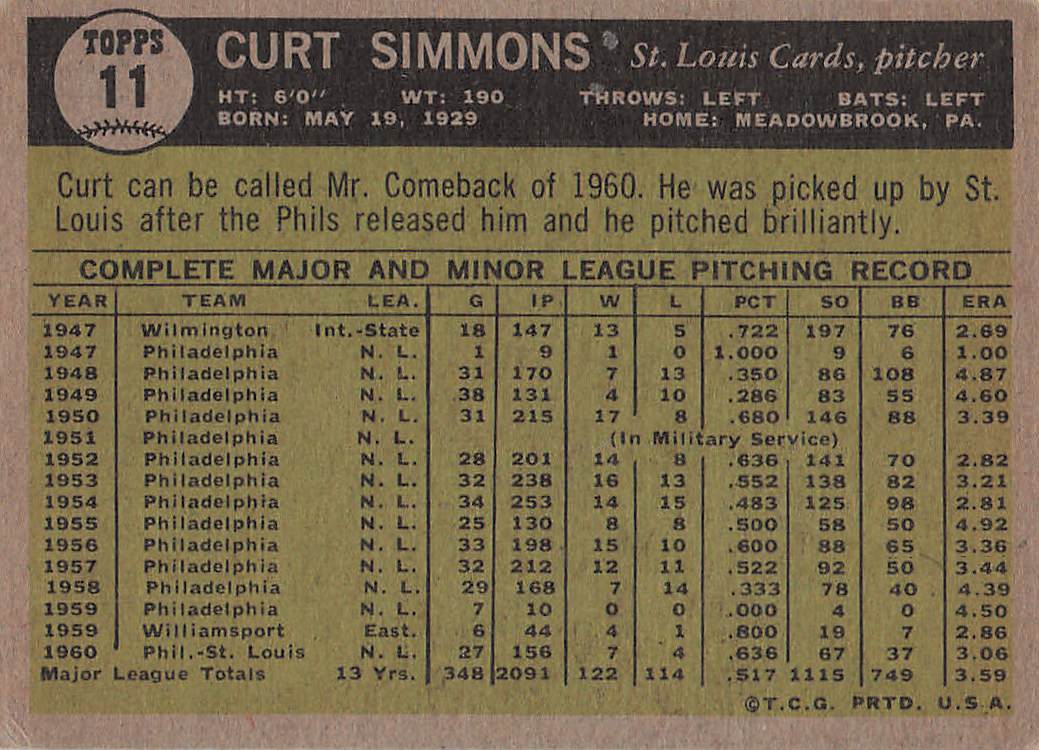 TOPPS
11
CURT SIMMONS St. Louis Cards, pitcher
HT: 6'0" WT: 190 THROWS: LEFT BATS: LEFT
BORN: MAY 19, 1929 HOME: MEADOWBROOK, PA.
Curt can be called Mr. Comeback of 1960. He was picked up by St.
Louis after the Phils released him and he pitched brilliantly.
COMPLETE MAJOR AND MINOR LEAGUE PITCHING RECORD
YEAR TEAM LEA. G IP W L PCT SO BB ERA
1947 Wilmington Int.-State 18 147 13 5 .722 197 76 2.69
1947 Philadelphia N. L. 1 9 1 0 1.000 9 6 1.00
1948 Philadelphia N. L. 31 170 7 13 .350 86 108 4.87
1949 Philadelphia N. L. 38 131 4 10 .286 83 55 4.60
1950 Philadelphia N. L. 31 215 17 8 .680 146 88 3.39
1951 Philadelphia N. L. (In Military Service)
1952 Philadelphia N. L. 28 201 14 8 .636 141 70 2.82
1953 Philadelphia N. L. 32 238 16 13 .552 138 82 3.21
1954 Philadelphia N. L. 34 253 14 15 .483 125 98 2.81
1955 Philadelphia N. L. 25 130 8 8 .500 58 50 4.92
1956 Philadelphia N. L. 33 198 15 10 .600 88 65 3.36
1957 Philadelphia N. L. 32 212 12 11 .522 92 50 3.44
1958 Philadelphia N. L. 29 168 7 14 .333 78 40 4.39
1959 Philadelphia N. L. 7 10 0 0 .000 4 0 4.50
1959 Williamsport East. 6 44 4 1 .800 19 7 2.86
1960 Phil.-St. Louis N. L. 27 156 7 4 .636 67 37 3.06
Major League Totals 13 Yrs. 348 2091 122 114 .517 1115 749 3.59
©T.C.G. PRTD. U.S.A.